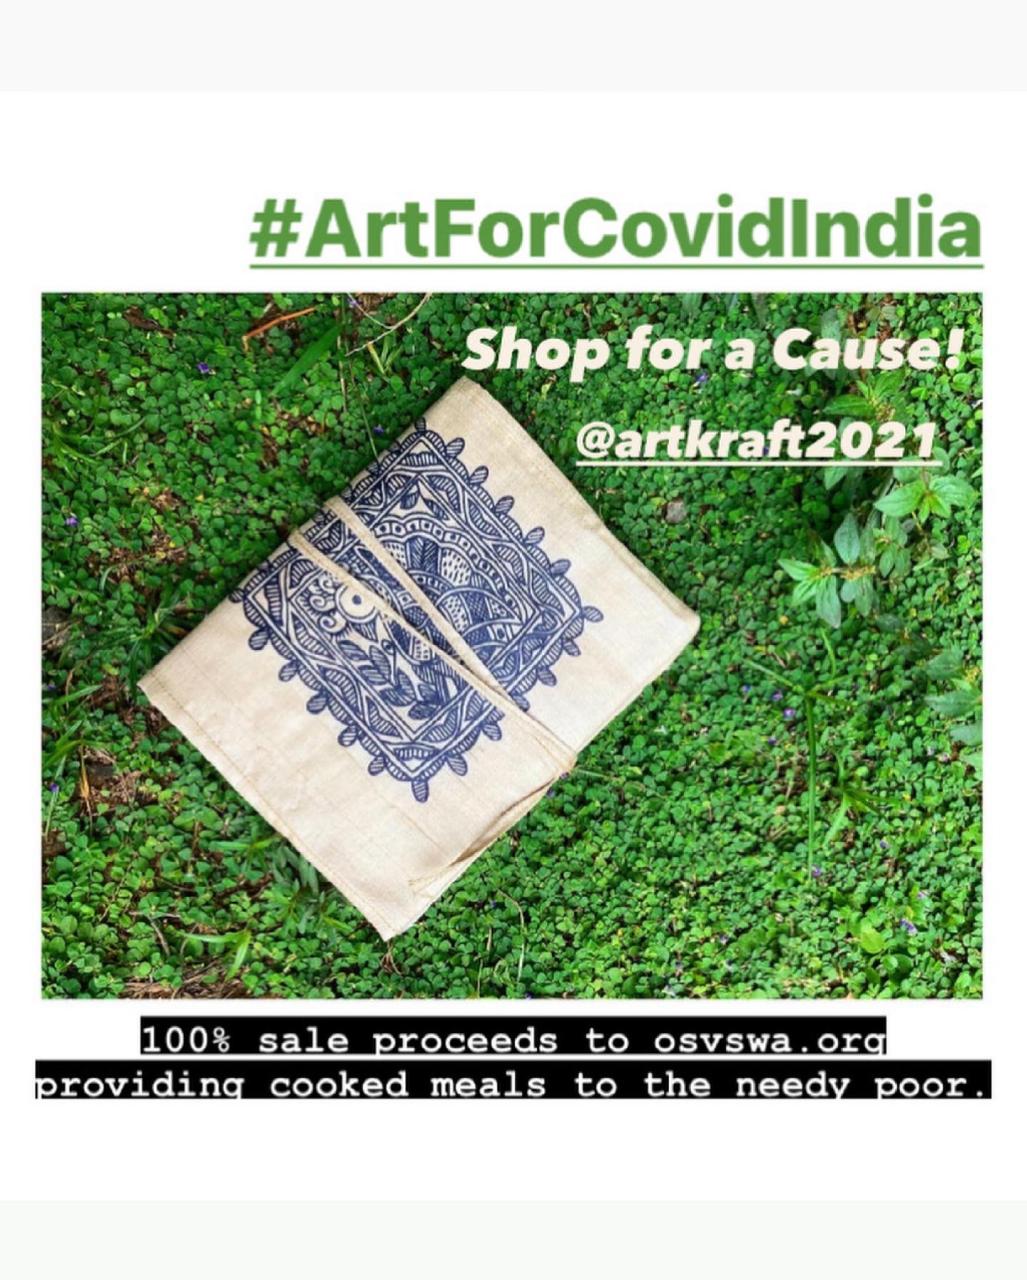 #ArtForCovidIndia
Shop for a Cause!
@artkraft2021
100% sale proceeds to osvswa.org
providing cooked meals to the needy poor.